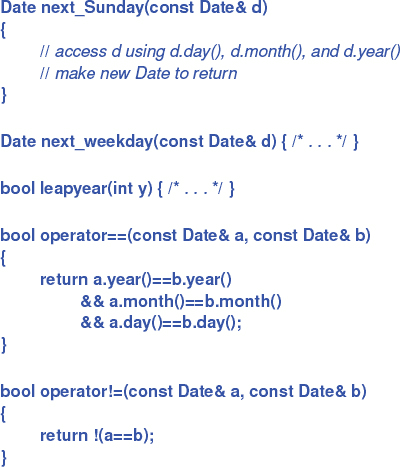 Date next_Sunday(const Date& d)
{
// access d using d.day(), d.month(), and d.year()
// make new Date to return
}
Date next_weekday(const Date& d) { /* . . . */ }
bool leapyear(int y) { /* . . . */ }
bool operator==(const Date& a, const Date& b)
{
return a.year()==b.year()
&& a.month()==b.month()
&& a.day()==b.day();
}
bool operator!=(const Date& a, const Date& b)
{
return !(a==b);
}